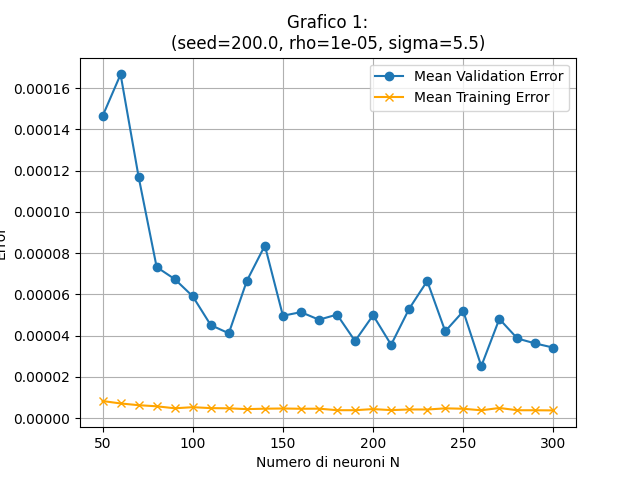 Grafico 1:
(seed=200.0, rho=1e-05, sigma=5.5)
Mean Validation Error
Mean Training Error
0.00016
0.00014
0.00012
0.00010
0.00008
0.00006
0.00004
0.00002
0.00000
Error
50
100
150
200
250
300
Numero di neuroni N